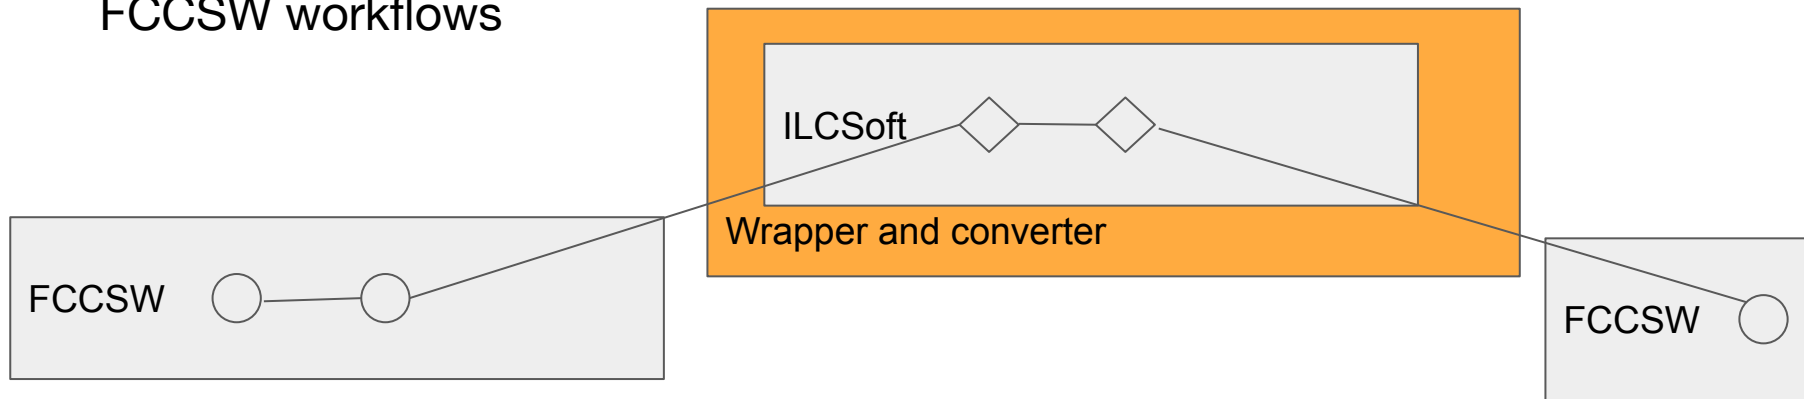 FCCSW workflows
ILCSoft
Wrapper and converter
FCCSW
FCCSW